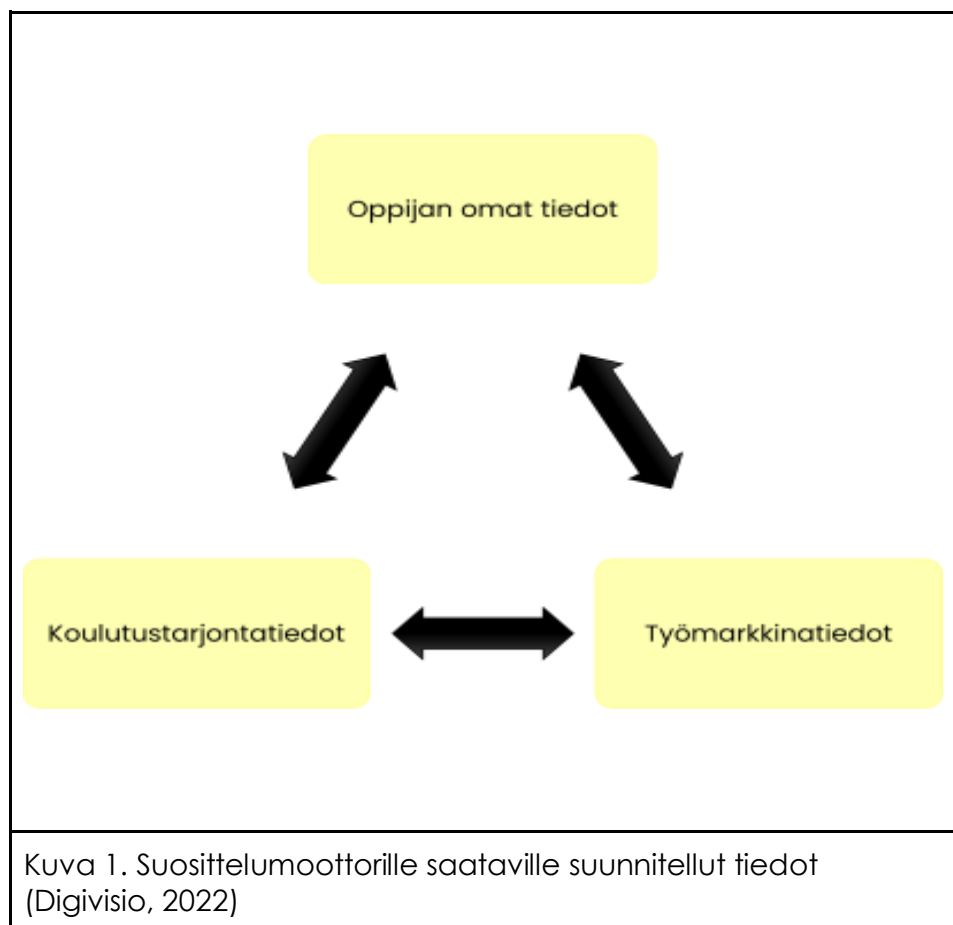 Oppijan omat tiedot
Koulutustarjontatiedot
Työmarkkinatiedot
Kuva 1. Suosittelumoottorille saataville suunnitellut tiedot
(Digivisio, 2022)